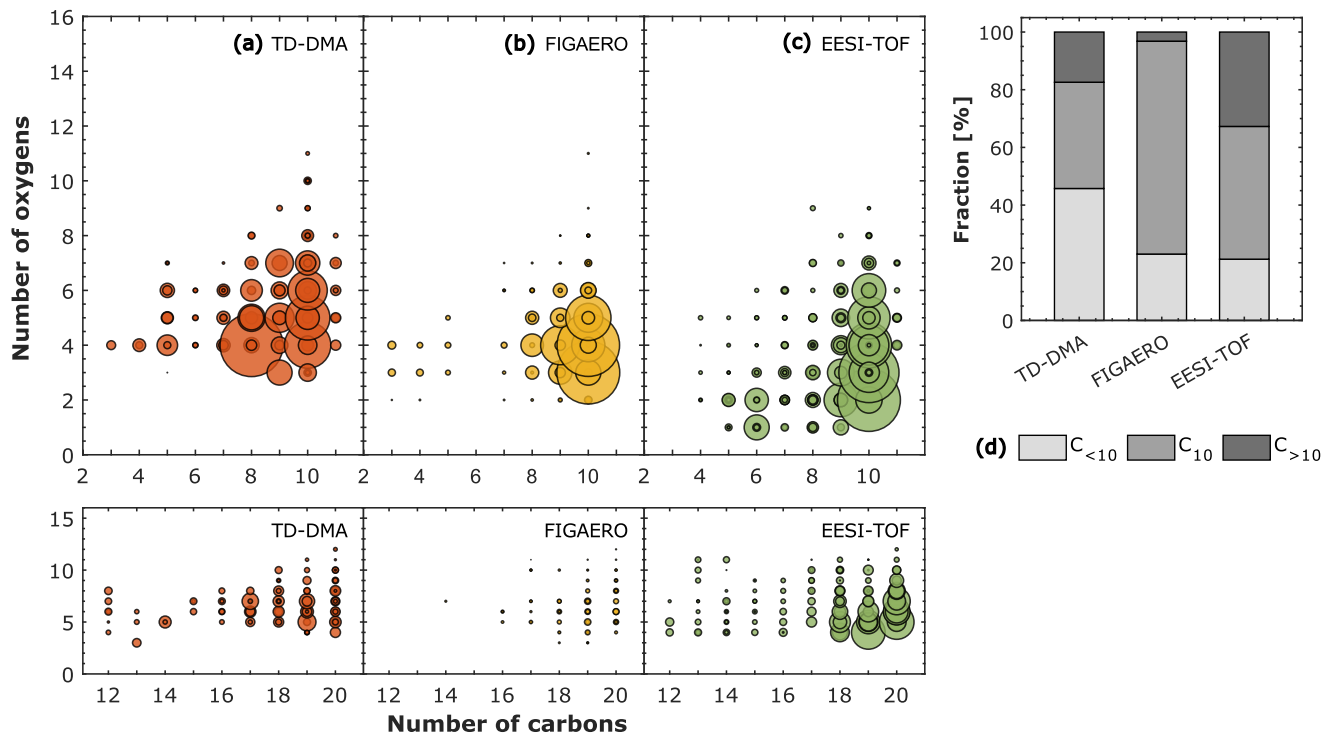 (a) TD-DMA
(b) FIGAERO
(c) EESI-TOF
Number of oxygens
16
14
12
10
8
6
4
2
0
2 4 6 8 10
2 4 6 8 10
2 4 6 8 10
TD-DMA
FIGAERO
EESI-TOF
15
10
5
0
12 14 16 18 20
12 14 16 18 20
12 14 16 18 20
Number of carbons
Fraction [%]
100
80
60
40
20
0
TD-DMA
FIGAERO
EESI-TOF
(d) C<10 C10 C>10